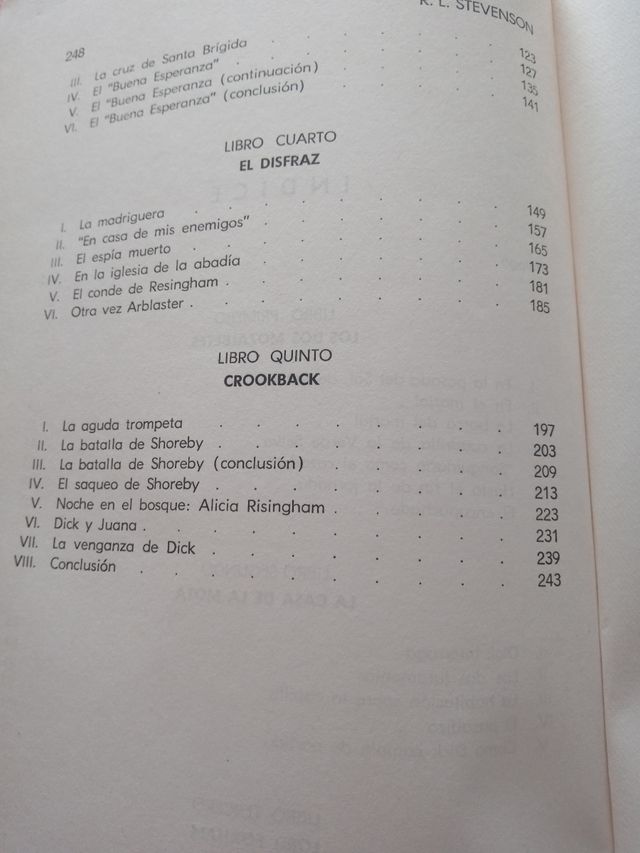 248
R. L. STEVENSON
III. La cruz de Santa Brígida . . . . . . 123
IV. El "Buena Esperanza" . . . . . . 127
V. El "Buena Esperanza (continuación) . . . . 135
VI. El "Buena Esperanza" (conclusión) . . . . 141
LIBRO CUARTO
EL DISFRAZ
I. La madriguera . . . . . . . . 149
II. "En casa de mis enemigos" . . . . . . 157
III. El espía muerto . . . . . . . . 165
IV. En la iglesia de la abadía . . . . . . 173
V. El conde de Resingham . . . . . . . 181
VI. Otra vez Arblaster . . . . . . . . 185
LIBRO QUINTO
CROOKBACK
I. La aguda trompeta . . . . . . . 197
II. La batalla de Shoreby . . . . . . . 203
III. La batalla de Shoreby (conclusión) . . . . . 209
IV. El saqueo de Shoreby . . . . . . . 213
V. Noche en el bosque: Alicia Risingham . . . . 223
VI. Dick y Juana . . . . . . . . . 231
VII. La venganza de Dick . . . . . . . 239
VIII. Conclusión . . . . . . . . . 243